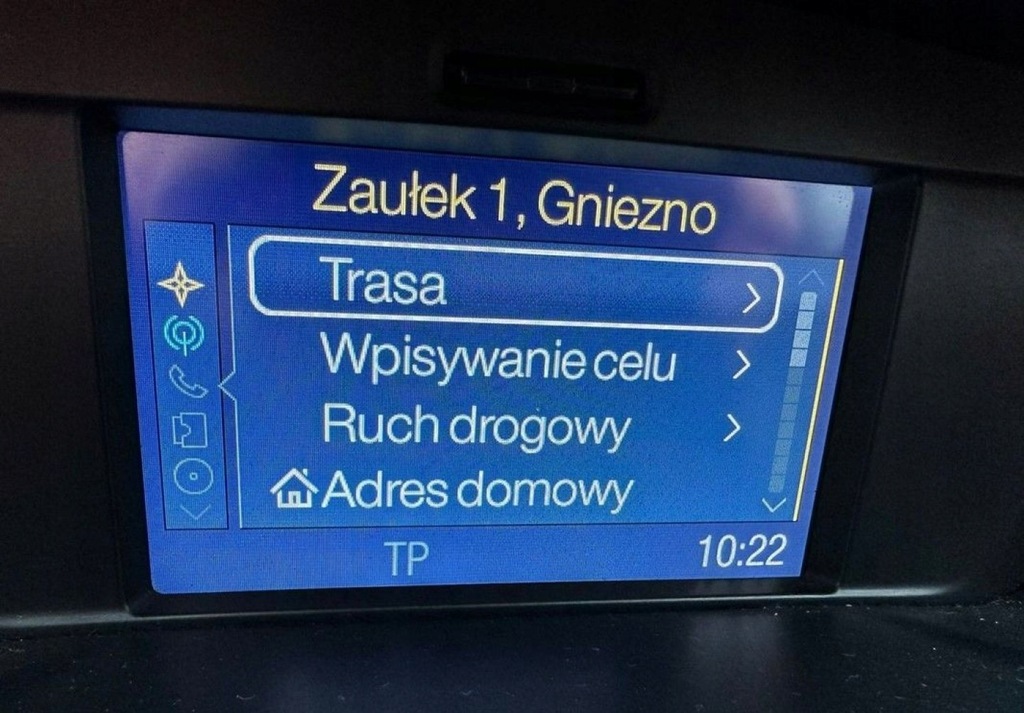 Zaułek 1, Gniezno
Trasa
Wpisywanie celu
Ruch drogowy
Adres domowy
TP
10:22